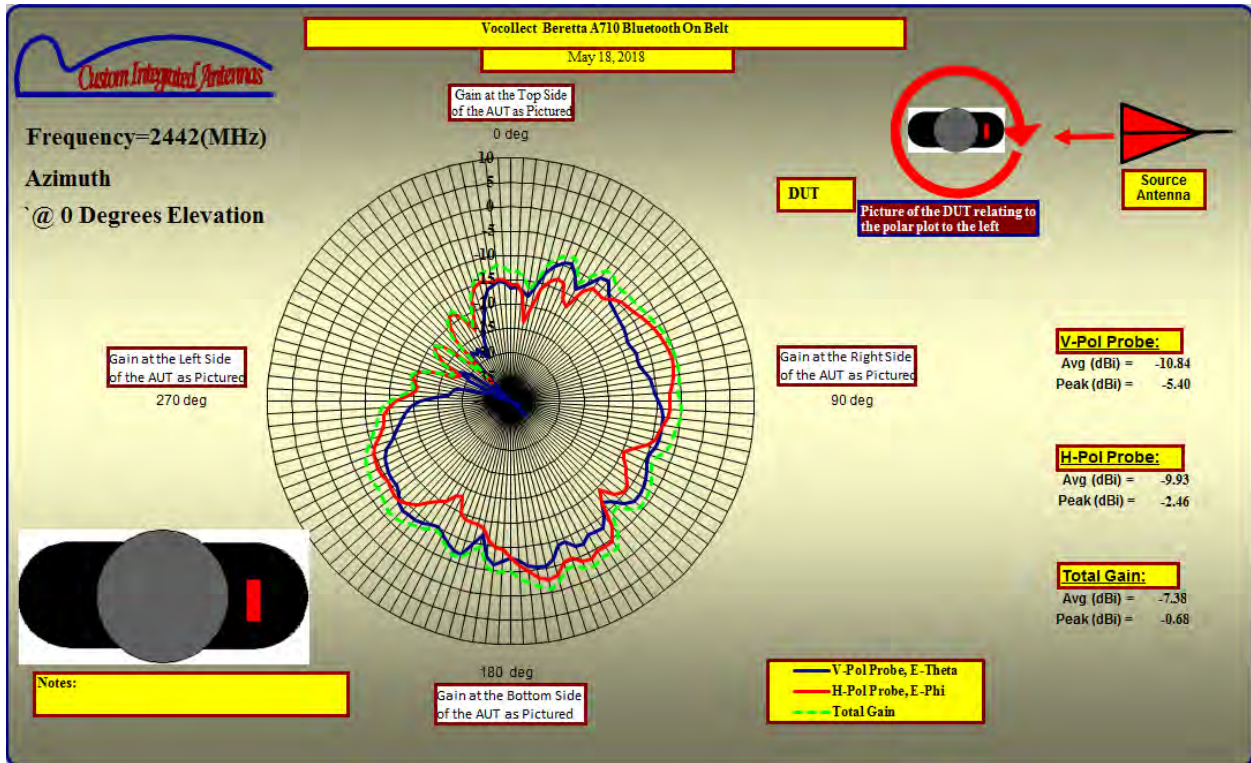 Vocollect Beretta A710 Bluetooth On Belt
May 18, 2018
Custom Integrated Antennas
Frequency=2442(MHz)
Azimuth
`@ 0 Degrees Elevation
Gain at the Top Side
of the AUT as Pictured
0 deg
10
5
0
-5
-10
-15
-10
-15
DUT
Picture of the DUT relating to
the polar plot to the left
Source
Antenna
Gain at the Left Side
of the AUT as Pictured
270 deg
Gain at the Right Side
of the AUT as Pictured
90 deg
V-Pol Probe:
Avg (dBi) = -10.84
Peak (dBi) = -5.40
H-Pol Probe:
Avg (dBi) = -9.93
Peak (dBi) = -2.46
Total Gain:
Avg (dBi) = -7.38
Peak (dBi) = -0.68
180 deg
Gain at the Bottom Side
of the AUT as Pictured
Notes:
V-Pol Probe, E-Theta
H-Pol Probe, E-Phi
Total Gain